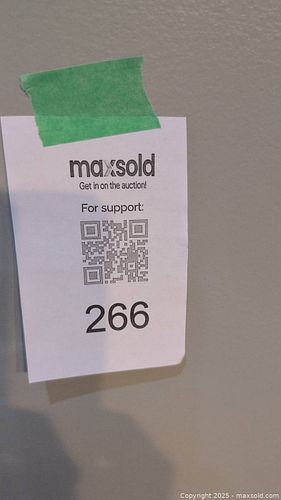 maxsold
Get in on the auction!
For support:
266
Copyright 2025 - maxsold.com